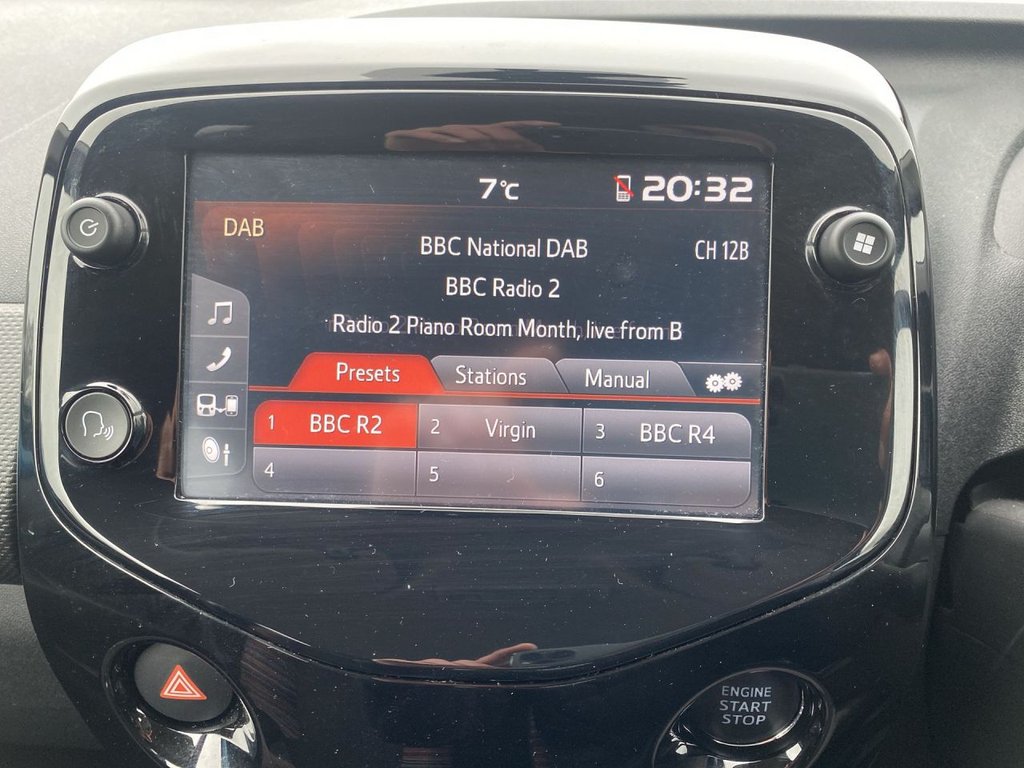 7°C 20:32
DAB
BBC National DAB CH 12B
BBC Radio 2
Radio 2 Piano Room Month, live from B
Presets Stations Manual
1 BBC R2 2 Virgin 3 BBC R4
4 5 6
ENGINE
START
STOP